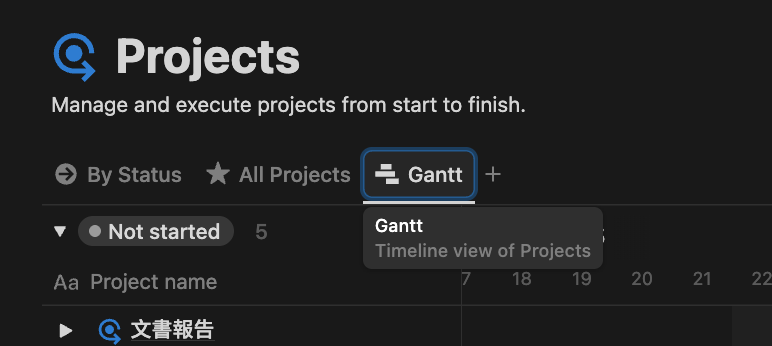 Projects
Manage and execute projects from start to finish.
By Status All Projects Gantt +
Not started 5
Gantt
Timeline view of Projects
Aa Project name
18 19 20 21 22
文書報告